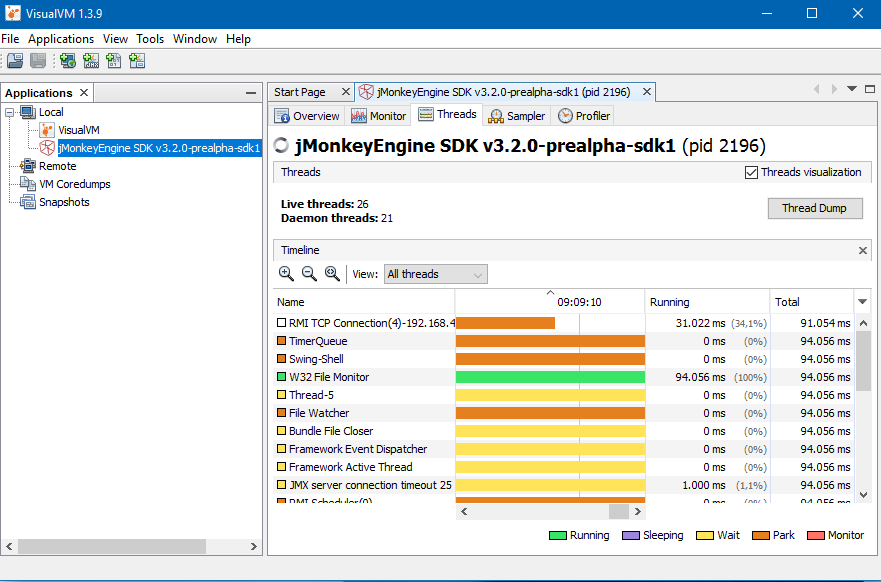 VisualVM 1.3.9
File Applications View Tools Window Help
Applications
Local
VisualVM
jMonkeyEngine SDK v3.2.0-prealpha-sdk1
Remote
VM Coredumps
Snapshots
Start Page jMonkeyEngine SDK v3.2.0-prealpha-sdk1 (pid 2196)
Overview Monitor Threads Sampler Profiler
jMonkeyEngine SDK v3.2.0-prealpha-sdk1 (pid 2196)
Threads Threads visualization
Live threads: 26
Daemon threads: 21
Thread Dump
Timeline
View: All threads
Name 09:09:10 Running Total
RMI TCP Connection(4)-192.168.4 31.022 ms (34,1%) 91.054 ms
TimerQueue 0 ms (0%) 94.056 ms
Swing-Shell 0 ms (0%) 94.056 ms
W32 File Monitor 94.056 ms (100%) 94.056 ms
Thread-5 0 ms (0%) 94.056 ms
File Watcher 0 ms (0%) 94.056 ms
Bundle File Closer 0 ms (0%) 94.056 ms
Framework Event Dispatcher 0 ms (0%) 94.056 ms
Framework Active Thread 0 ms (0%) 94.056 ms
JMX server connection timeout 25 1.000 ms (1,1%) 94.056 ms
RMI Scheduler(0) 0 ms (0%) 94.056 ms
Running Sleeping Wait Park Monitor